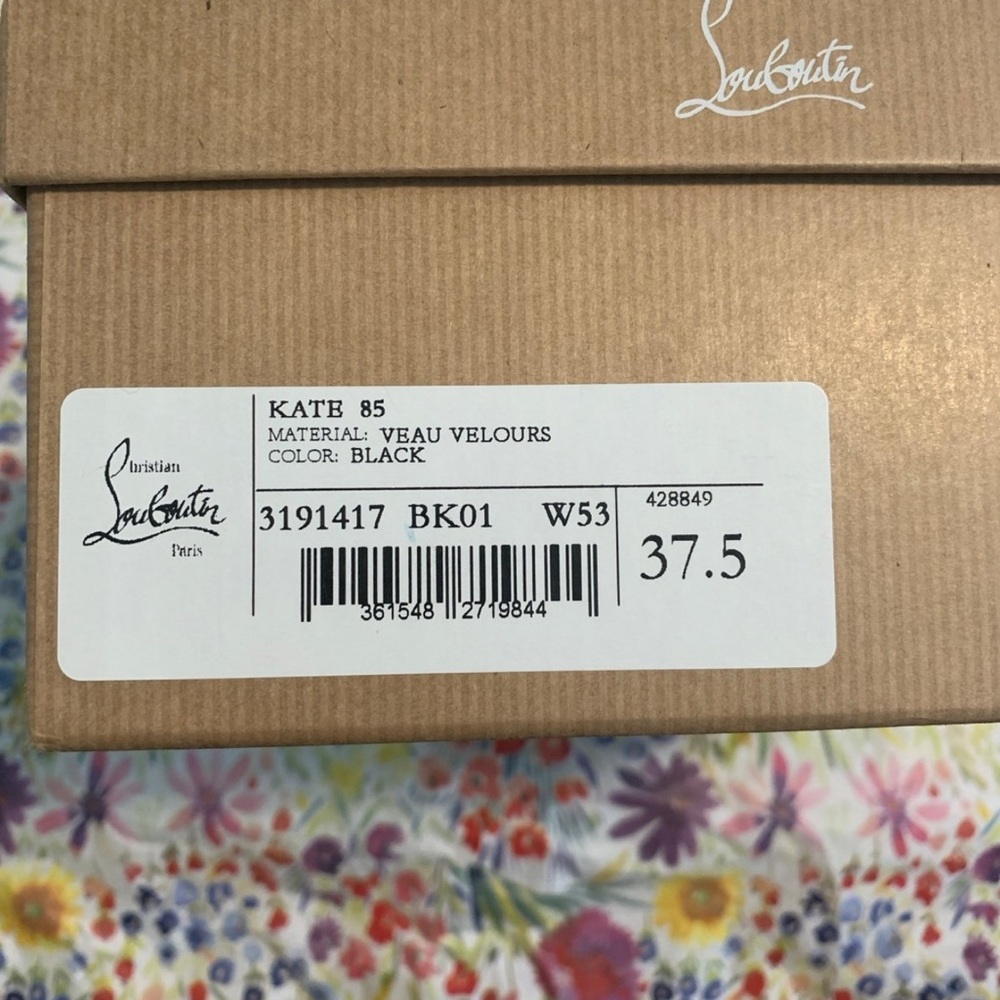 Louboutin
KATE 85
MATERIAL: VEAU VELOURS
COLOR: BLACK
Christian
Louboutin
Paris
3191417 BK01 W53
428849
37.5
361548 2719844